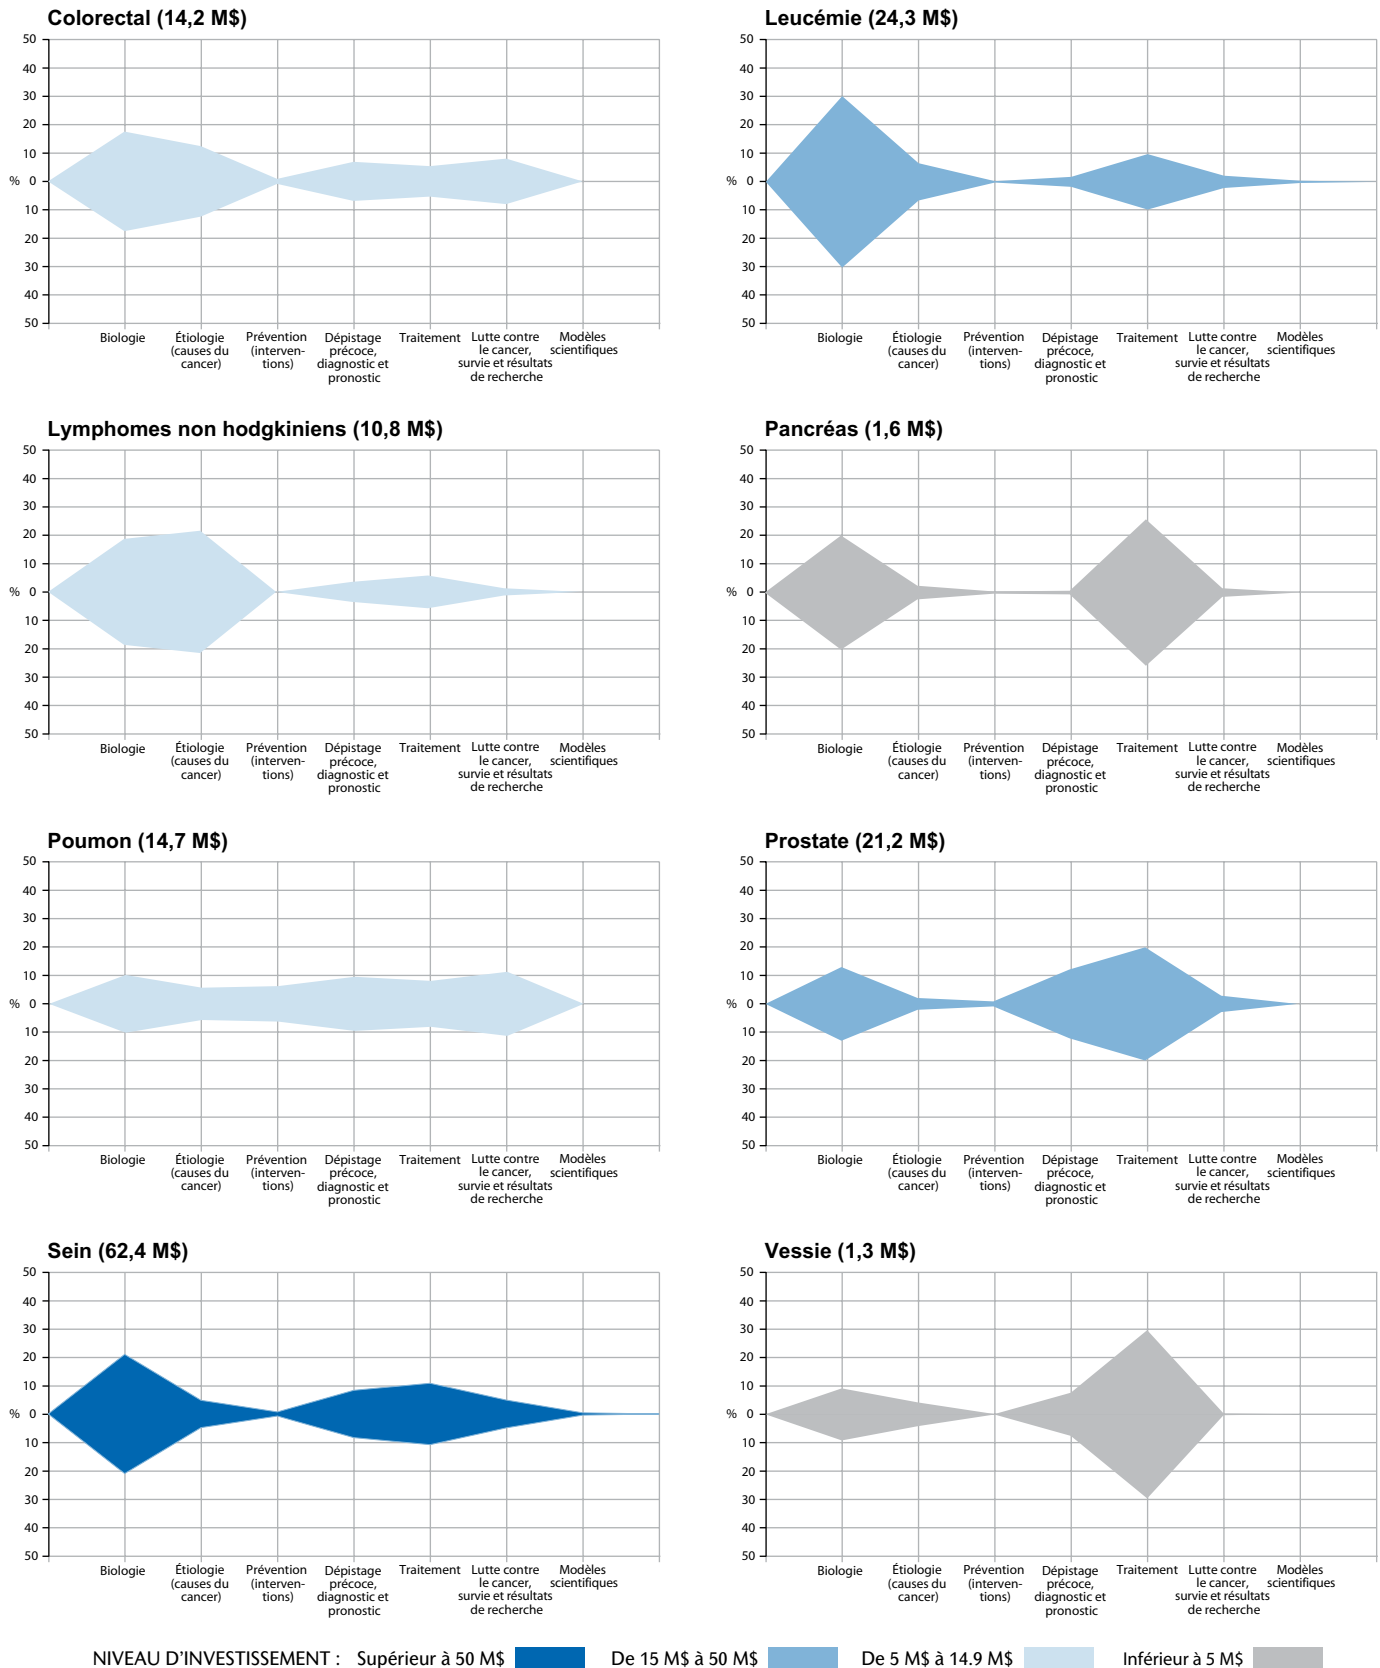 Colorectal (14,2 M$)
50
40
30
20
10
% 0
10
20
30
40
50
Biologie
Étiologie
(causes du
cancer)
Prévention
(interven-
tions)
Dépistage
précoce,
diagnostic et
pronostic
Traitement
Lutte contre
le cancer,
survie et résultats
de recherche
Modèles
scientifiques
Leucémie (24,3 M$)
50
40
30
20
10
% 0
10
20
30
40
50
Biologie
Étiologie
(causes du
cancer)
Prévention
(interven-
tions)
Dépistage
précoce,
diagnostic et
pronostic
Traitement
Lutte contre
le cancer,
survie et résultats
de recherche
Modèles
scientifiques
Lymphomes non hodgkiniens (10,8 M$)
50
40
30
20
10
% 0
10
20
30
40
50
Biologie
Étiologie
(causes du
cancer)
Prévention
(interven-
tions)
Dépistage
précoce,
diagnostic et
pronostic
Traitement
Lutte contre
le cancer,
survie et résultats
de recherche
Modèles
scientifiques
Pancréas (1,6 M$)
50
40
30
20
10
% 0
10
20
30
40
50
Biologie
Étiologie
(causes du
cancer)
Prévention
(interven-
tions)
Dépistage
précoce,
diagnostic et
pronostic
Traitement
Lutte contre
le cancer,
survie et résultats
de recherche
Modèles
scientifiques
Poumon (14,7 M$)
50
40
30
20
10
% 0
10
20
30
40
50
Biologie
Étiologie
(causes du
cancer)
Prévention
(interven-
tions)
Dépistage
précoce,
diagnostic et
pronostic
Traitement
Lutte contre
le cancer,
survie et résultats
de recherche
Modèles
scientifiques
Prostate (21,2 M$)
50
40
30
20
10
% 0
10
20
30
40
50
Biologie
Étiologie
(causes du
cancer)
Prévention
(interven-
tions)
Dépistage
précoce,
diagnostic et
pronostic
Traitement
Lutte contre
le cancer,
survie et résultats
de recherche
Modèles
scientifiques
Sein (62,4 M$)
50
40
30
20
10
% 0
10
20
30
40
50
Biologie
Étiologie
(causes du
cancer)
Prévention
(interven-
tions)
Dépistage
précoce,
diagnostic et
pronostic
Traitement
Lutte contre
le cancer,
survie et résultats
de recherche
Modèles
scientifiques
Vessie (1,3 M$)
50
40
30
20
10
% 0
10
20
30
40
50
Biologie
Étiologie
(causes du
cancer)
Prévention
(interven-
tions)
Dépistage
précoce,
diagnostic et
pronostic
Traitement
Lutte contre
le cancer,
survie et résultats
de recherche
Modèles
scientifiques
NIVEAU D'INVESTISSEMENT : Supérieur à 50 M$ De 15 M$ à 50 M$ De 5 M$ à 14.9 M$ Inférieur à 5 M$